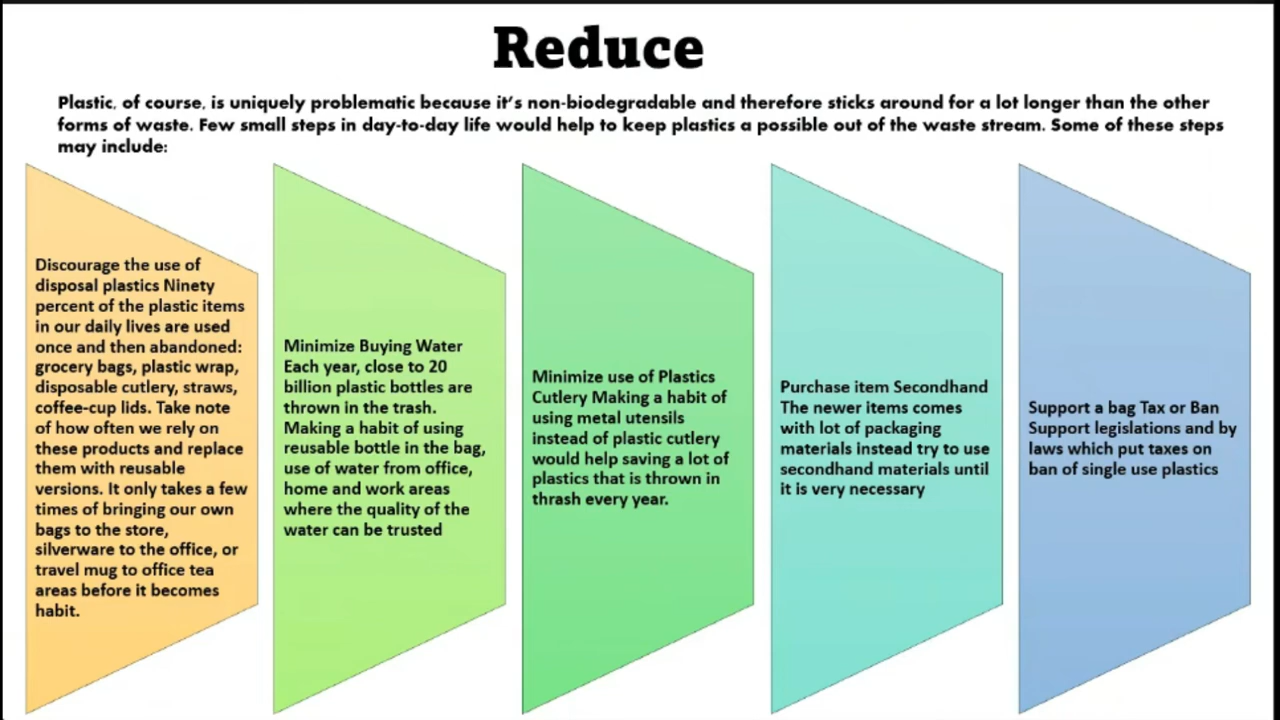 Reduce
Plastic, of course, is uniquely problematic because it's non-biodegradable and therefore sticks around for a lot longer than the other
forms of waste. Few small steps in day-to-day life would help to keep plastics a possible out of the waste stream. Some of these steps
may include:
Discourage the use of
disposal plastics Ninety
percent of the plastic items
in our daily lives are used
once and then abandoned:
grocery bags, plastic wrap,
disposable cutlery, straws,
coffee-cup lids. Take note
of how often we rely on
these products and replace
them with reusable
versions. It only takes a few
times of bringing our own
bags to the store,
silverware to the office, or
travel mug to office tea
areas before it becomes
habit.
Minimize Buying Water
Each year, close to 20
billion plastic bottles are
thrown in the trash.
Making a habit of using
reusable bottle in the bag,
use of water from office,
home and work areas
where the quality of the
water can be trusted
Minimize use of Plastics
Cutlery Making a habit of
using metal utensils
instead of plastic cutlery
would help saving a lot of
plastics that is thrown in
thrash every year.
Purchase item Secondhand
The newer items comes
with lot of packaging
materials instead try to use
secondhand materials until
it is very necessary
Support a bag Tax or Ban
Support legislations and by
laws which put taxes on
ban of single use plastics